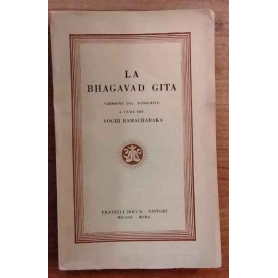 LA
BHAGAVAD GITA
VERSIONE DAL SANSCRITO
A CURA DEL
YOGHI RAMACHARAKA
FRATELLI BOCCA - EDITORI
MILANO - ROMA